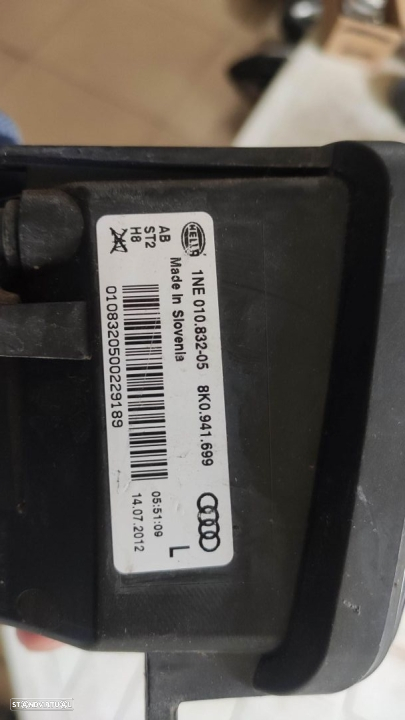 HELLA 1NE 010.832-05 8K0.941.699
Made in Slovenia
AB
ST2
H8
05:51:09
14.07.2012
L
0108320500229189
STANDVIRTUAL